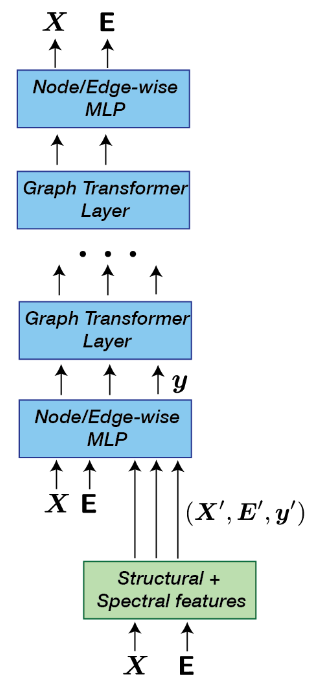 X E
Node/Edge-wise
MLP
Graph Transformer
Layer
. . .
Graph Transformer
Layer
y
Node/Edge-wise
MLP
X E
(X', E', y')
Structural +
Spectral features
X E